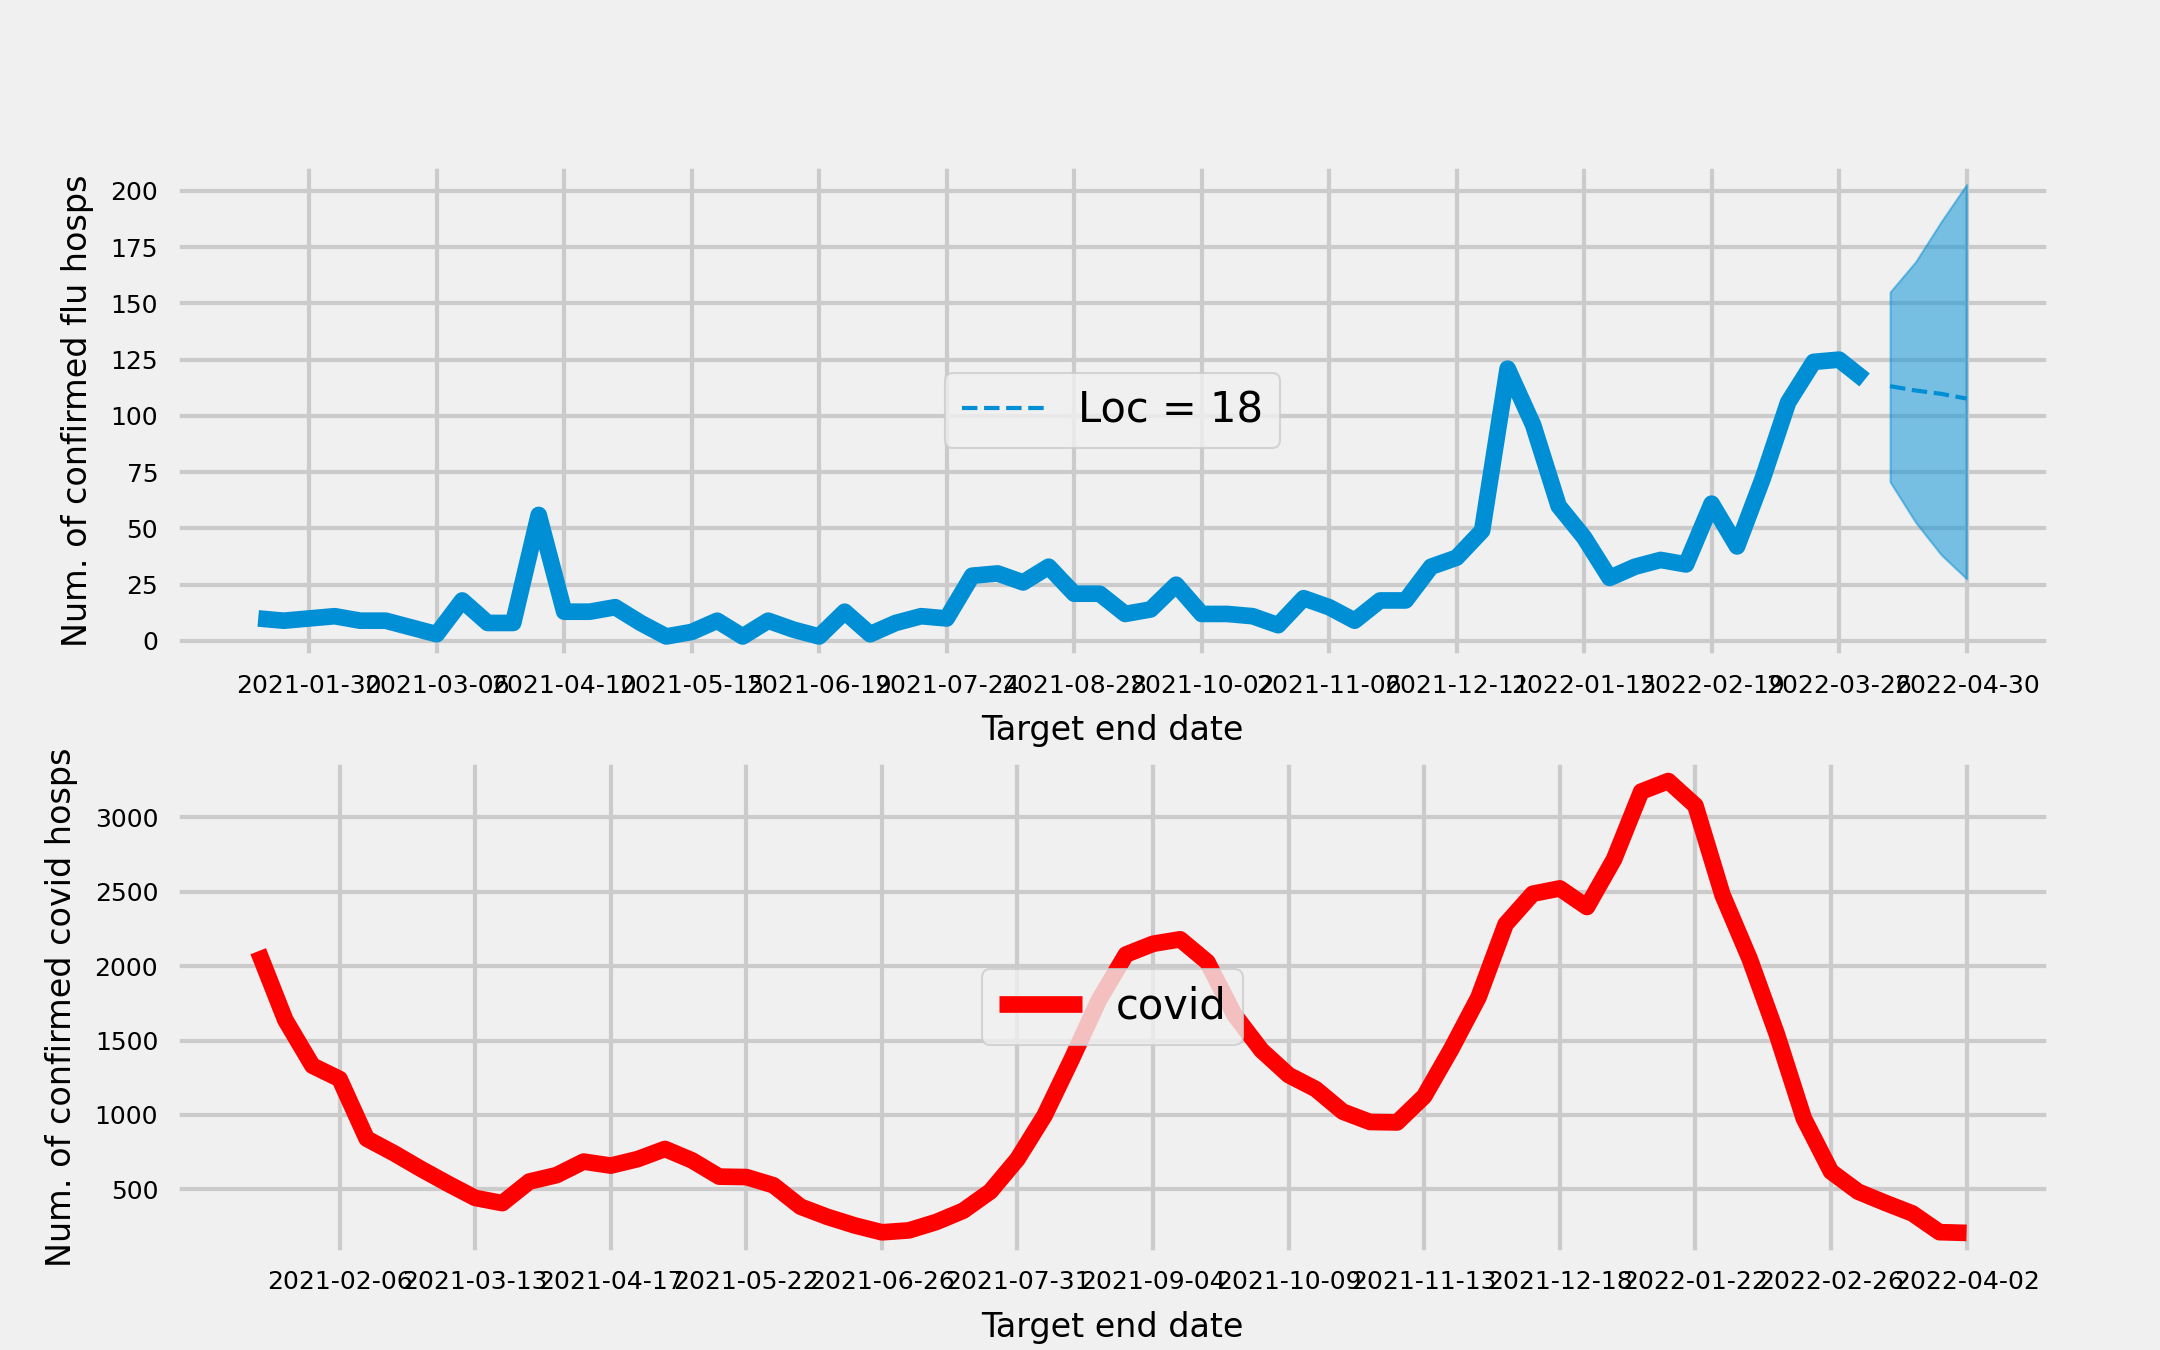 Num. of confirmed flu hosps
200
175
150
125
100
75
50
25
0
Loc = 18
2021-01-30 2021-03-06 2021-04-10 2021-05-15 2021-06-19 2021-07-24 2021-08-28 2021-10-02 2021-11-06 2021-12-11 2022-01-15 2022-02-19 2022-03-26 2022-04-30
Target end date
Num. of confirmed covid hosps
3000
2500
2000
1500
1000
500
covid
2021-02-06 2021-03-13 2021-04-17 2021-05-22 2021-06-26 2021-07-31 2021-09-04 2021-10-09 2021-11-13 2021-12-18 2022-01-22 2022-02-26 2022-04-02
Target end date